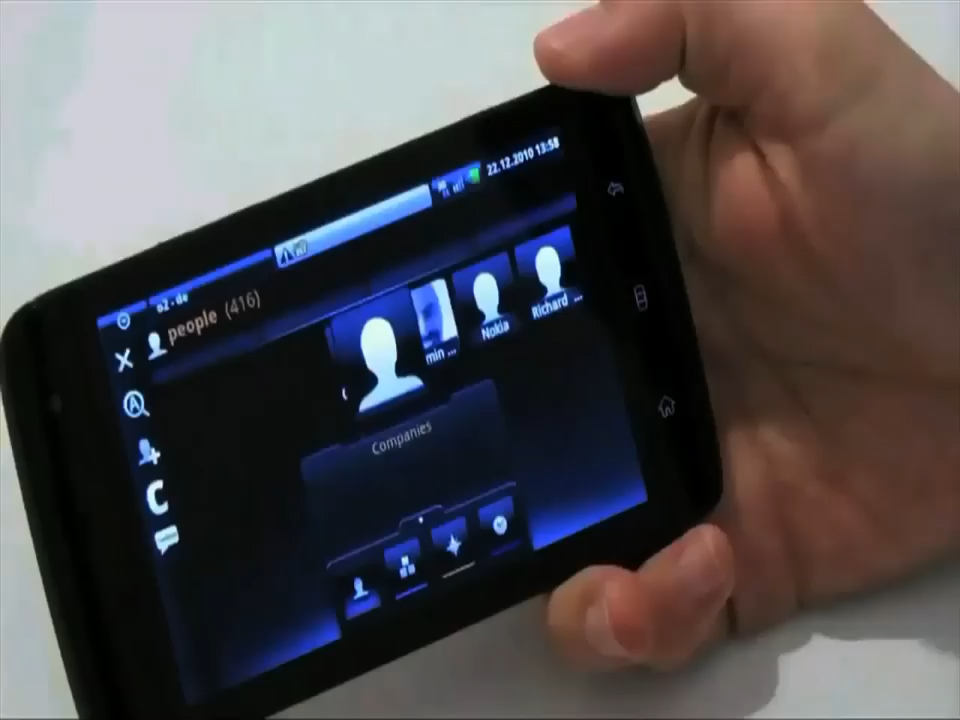 22.12.2010 13:58
o2 - de
people (416)
min ...
Nokia
Richard ...
Companies
C